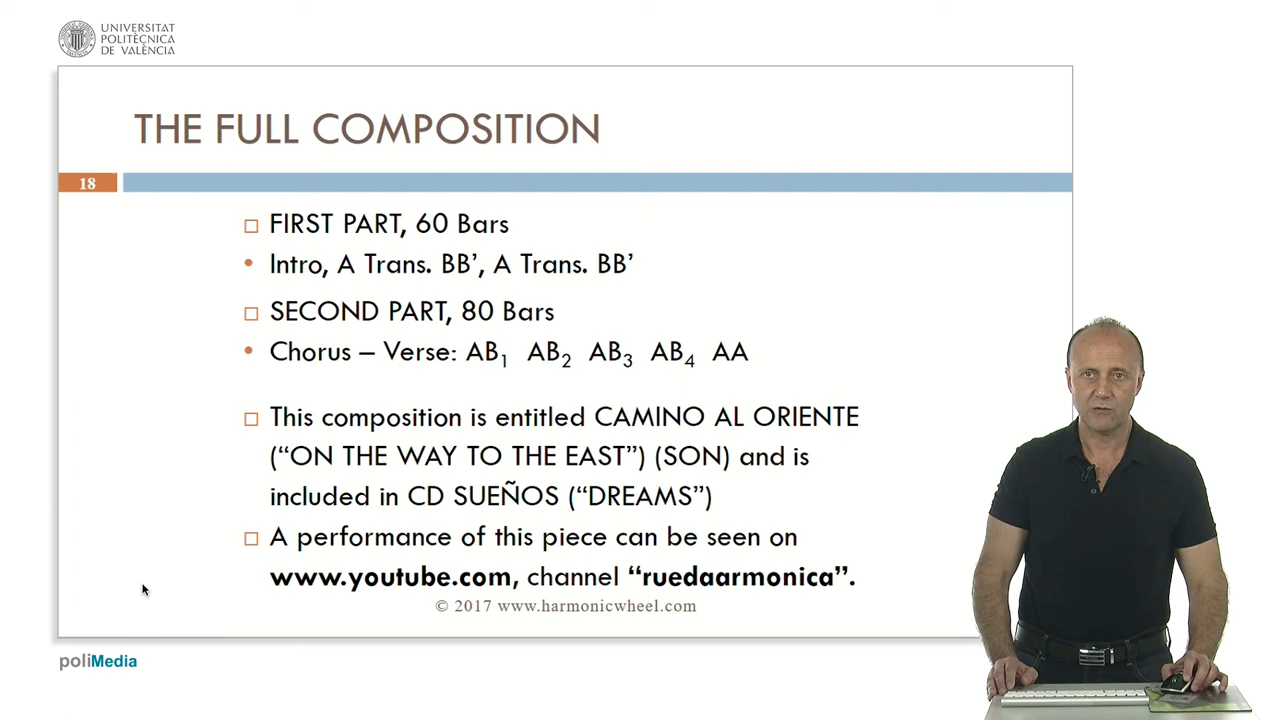 UNIVERSITAT
POLITÈCNICA
DE VALÈNCIA
THE FULL COMPOSITION
18
FIRST PART, 60 Bars
Intro, A Trans. BB’, A Trans. BB’
SECOND PART, 80 Bars
Chorus – Verse: AB₁ AB₂ AB₃ AB₄ AA
This composition is entitled CAMINO AL ORIENTE
(“ON THE WAY TO THE EAST”) (SON) and is
included in CD SUEÑOS (“DREAMS”)
A performance of this piece can be seen on
www.youtube.com, channel “ruedaarmonica”.
© 2017 www.harmonicwheel.com
poliMedia